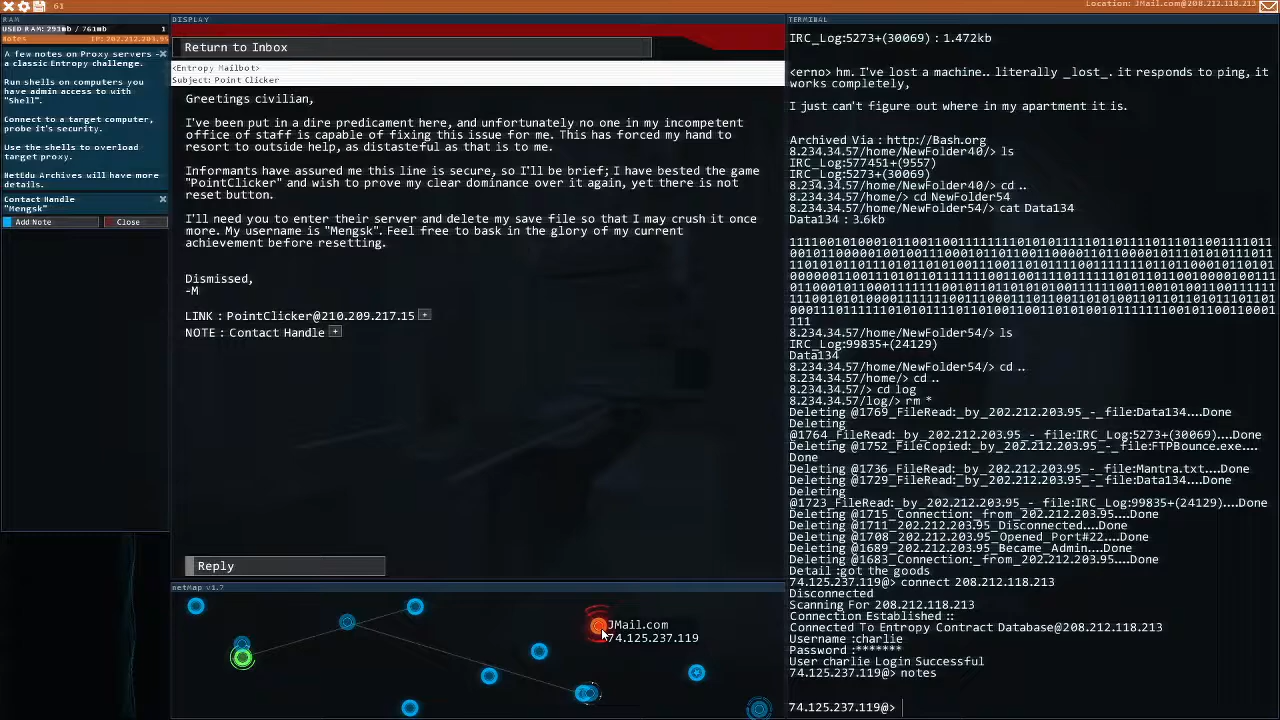 61
Location: JMail.com@208.212.118.213
RAM
USED RAM: 293mb / 761mb 1
notes IP: 202.212.203.95
A few notes on Proxy servers -
a classic Entropy challenge.
Run shells on computers you
have admin access to with
"Shell".
Connect to a target computer,
probe it's security.
Use the shells to overload
target proxy.
NetEdu Archives will have more
details.
Contact Handle
"Mengsk"
Add Note
Close
DISPLAY
Return to Inbox
<Entropy Mailbot>
Subject: Point Clicker
Greetings civilian,
I've been put in a dire predicament here, and unfortunately no one in my incompetent
office of staff is capable of fixing this issue for me. This has forced my hand to
resort to outside help, as distasteful as that is to me.
Informants have assured me this line is secure, so I'll be brief; I have bested the game
"PointClicker" and wish to prove my clear dominance over it again, yet there is not
reset button.
I'll need you to enter their server and delete my save file so that I may crush it once
more. My username is "Mengsk". Feel free to bask in the glory of my current
achievement before resetting.
Dismissed,
-M
LINK : PointClicker@210.209.217.15 +
NOTE : Contact Handle +
Reply
netMap v1.7
JMail.com
74.125.237.119
TERMINAL
IRC_Log:5273+(30069) : 1.472kb
<erno> hm. I've lost a machine.. literally _lost_. it responds to ping, it
works completely,
I just can't figure out where in my apartment it is.
Archived Via : http://Bash.org
8.234.34.57/home/NewFolder40/> ls
IRC_Log:577451+(9557)
IRC_Log:5273+(30069)
8.234.34.57/home/NewFolder40/> cd ..
8.234.34.57/home/> cd NewFolder54
8.234.34.57/home/NewFolder54/> cat Data134
Data134 : 3.6kb
111
8.234.34.57/home/NewFolder54/> ls
IRC_Log:99835+(24129)
Data134
8.234.34.57/home/NewFolder54/> cd ..
8.234.34.57/home/> cd ..
8.234.34.57/> cd log
8.234.34.57/log/> rm *
Deleting @1769_FileRead:_by_202.212.203.95_-_file:Data134....Done
Deleting
@1764_FileRead:_by_202.212.203.95_-_file:IRC_Log:5273+(30069)....Done
Deleting @1752_FileCopied:_by_202.212.203.95_-_file:FTPBounce.exe....
Done
Deleting @1736_FileRead:_by_202.212.203.95_-_file:Mantra.txt....Done
Deleting @1729_FileRead:_by_202.212.203.95_-_file:Data134....Done
Deleting
@1723_FileRead:_by_202.212.203.95_-_file:IRC_Log:99835+(24129)....Done
Deleting @1715_Connection:_from_202.212.203.95....Done
Deleting @1711_202.212.203.95_Disconnected....Done
Deleting @1708_202.212.203.95_Opened_Port#22....Done
Deleting @1689_202.212.203.95_Became_Admin....Done
Deleting @1683_Connection:_from_202.212.203.95....Done
Detail :got the goods
74.125.237.119@> connect 208.212.118.213
Disconnected
Scanning For 208.212.118.213
Connection Established ::
Connected To Entropy Contract Database@208.212.118.213
Username :charlie
Password :*******
User charlie Login Successful
74.125.237.119@> notes
74.125.237.119@>